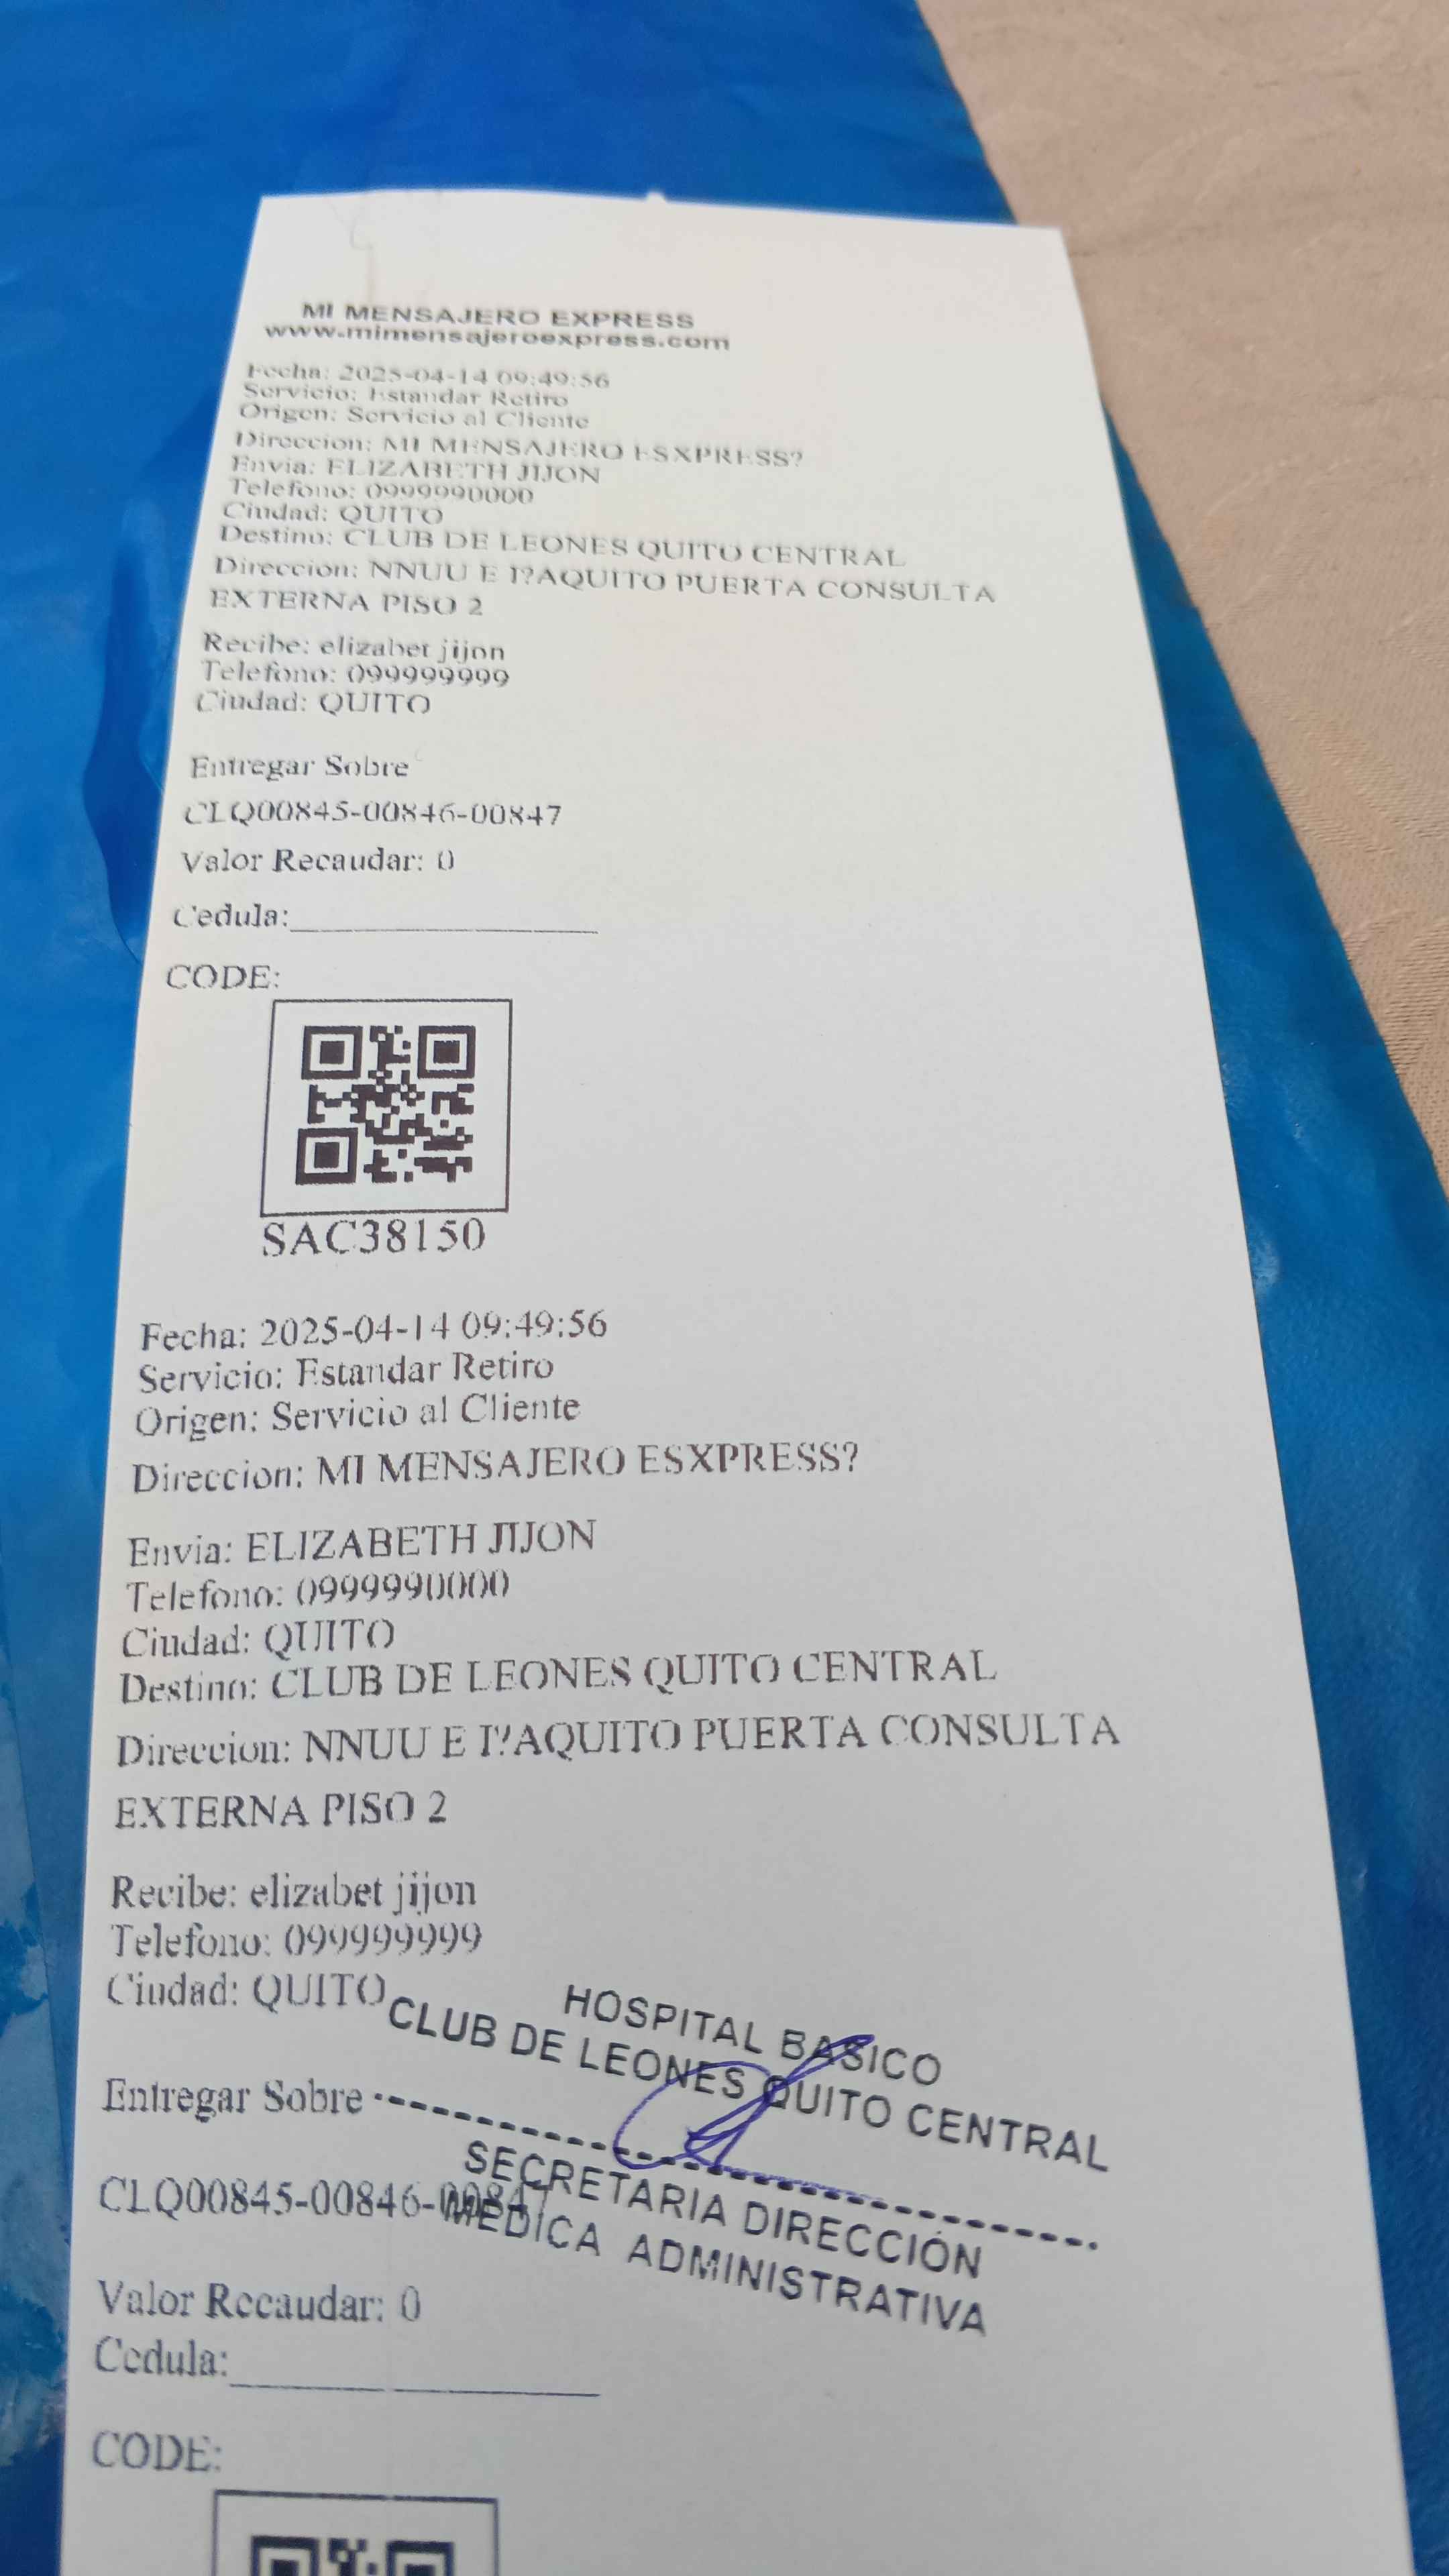 MI MENSAJERO EXPRESS
www.mimensajeroexpress.com
Fecha: 2025-04-14 09:49:56
Servicio: Estandar Retiro
Origen: Servicio al Cliente
Direccion: MI MENSAJERO ESXPRESS?
Envia: ELIZABETH JIJON
Telefono: 0999990000
Ciudad: QUITO
Destino: CLUB DE LEONES QUITO CENTRAL
Direccion: NNUU E I?AQUITO PUERTA CONSULTA
EXTERNA PISO 2
Recibe: elizabet jijon
Telefono: 099999999
Ciudad: QUITO
Entregar Sobre
CLQ00845-00846-00847
Valor Recaudar: 0
Cedula:
CODE:
SAC38150
Fecha: 2025-04-14 09:49:56
Servicio: Estandar Retiro
Origen: Servicio al Cliente
Direccion: MI MENSAJERO ESXPRESS?
Envia: ELIZABETH JIJON
Telefono: 0999990000
Ciudad: QUITO
Destino: CLUB DE LEONES QUITO CENTRAL
Direccion: NNUU E I?AQUITO PUERTA CONSULTA
EXTERNA PISO 2
Recibe: elizabet jijon
Telefono: 099999999
Ciudad: QUITO
HOSPITAL BASICO
CLUB DE LEONES QUITO CENTRAL
Entregar Sobre
SECRETARIA DIRECCIÓN
MEDICA ADMINISTRATIVA
CLQ00845-00846-00847
Valor Recaudar: 0
Cedula:
CODE: